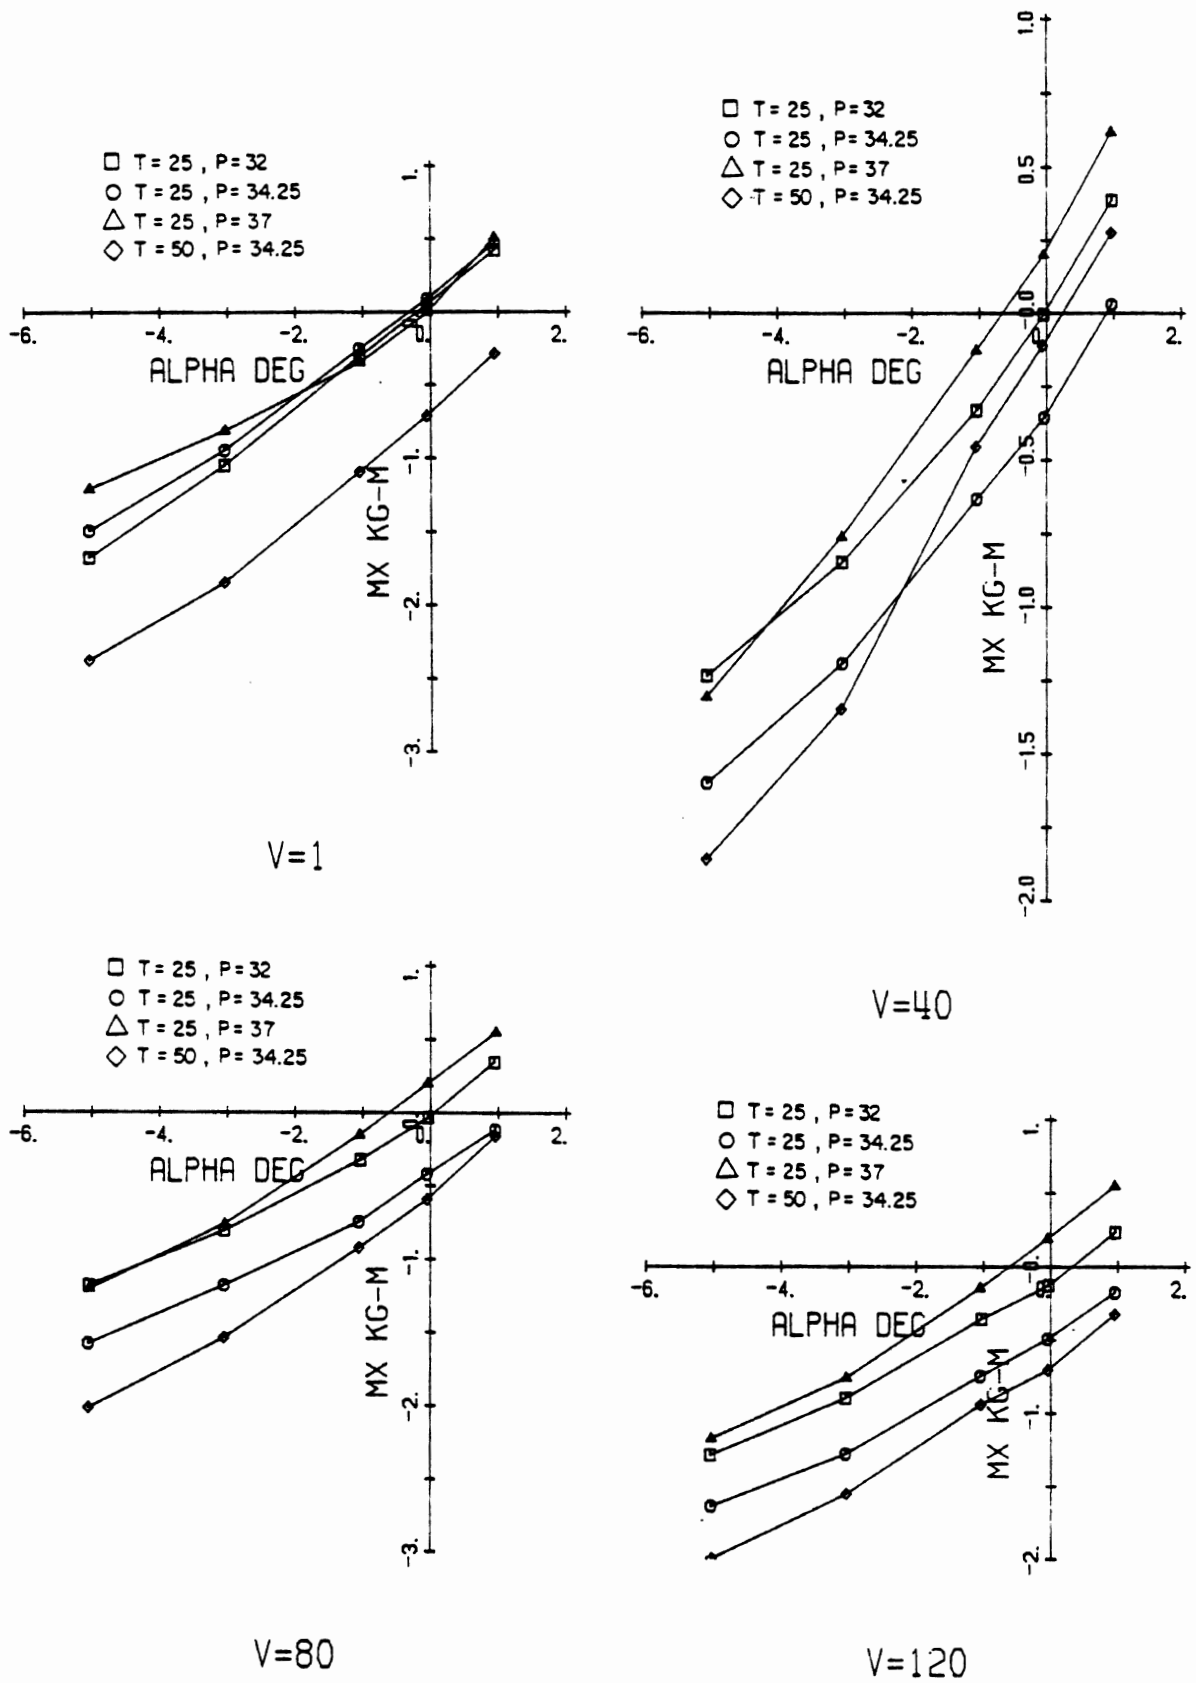 □ T=25, P=32
○ T=25, P=34.25
△ T=25, P=37
◇ T=50, P=34.25
1.
-6.
-4.
-2.
-0.
2.
ALPHA DEG
-1.
MX KG-M
-2.
-3.
V=1
1.0
□ T=25, P=32
○ T=25, P=34.25
△ T=25, P=37
◇ T=50, P=34.25
0.5
-0.0
-6.
-4.
-2.
-0.
2.
ALPHA DEG
-0.5
MX KG-M
-1.0
-1.5
-2.0
V=40
□ T=25, P=32
○ T=25, P=34.25
△ T=25, P=37
◇ T=50, P=34.25
1.
-6.
-4.
-2.
-0.
2.
ALPHA DEG
-1.
MX KG-M
-2.
-3.
V=80
□ T=25, P=32
○ T=25, P=34.25
△ T=25, P=37
◇ T=50, P=34.25
1.
-6.
-4.
-2.
-0.
2.
ALPHA DEG
-1.
MX KG-M
-2.
V=120